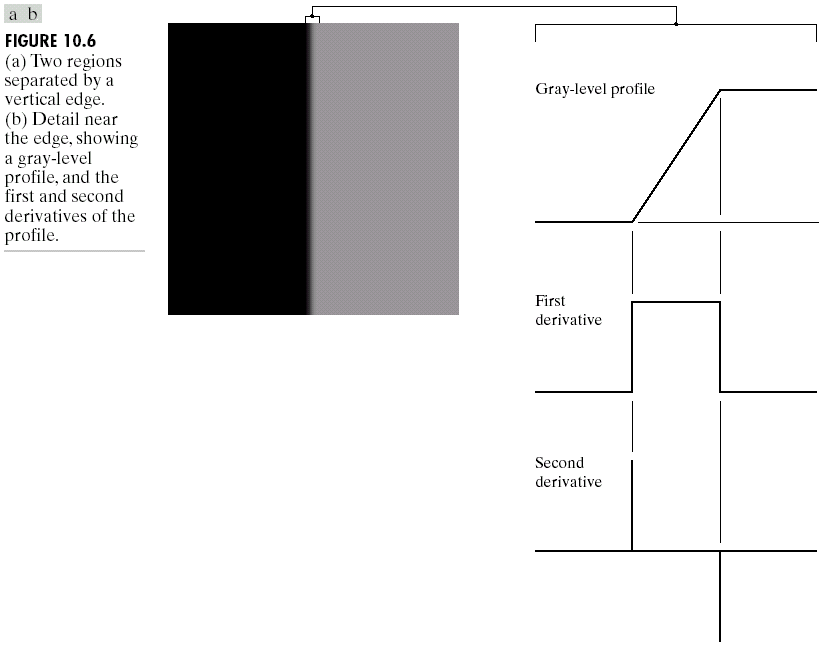 a b
FIGURE 10.6
(a) Two regions
separated by a
vertical edge.
(b) Detail near
the edge, showing
a gray-level
profile, and the
first and second
derivatives of the
profile.
Gray-level profile
First
derivative
Second
derivative